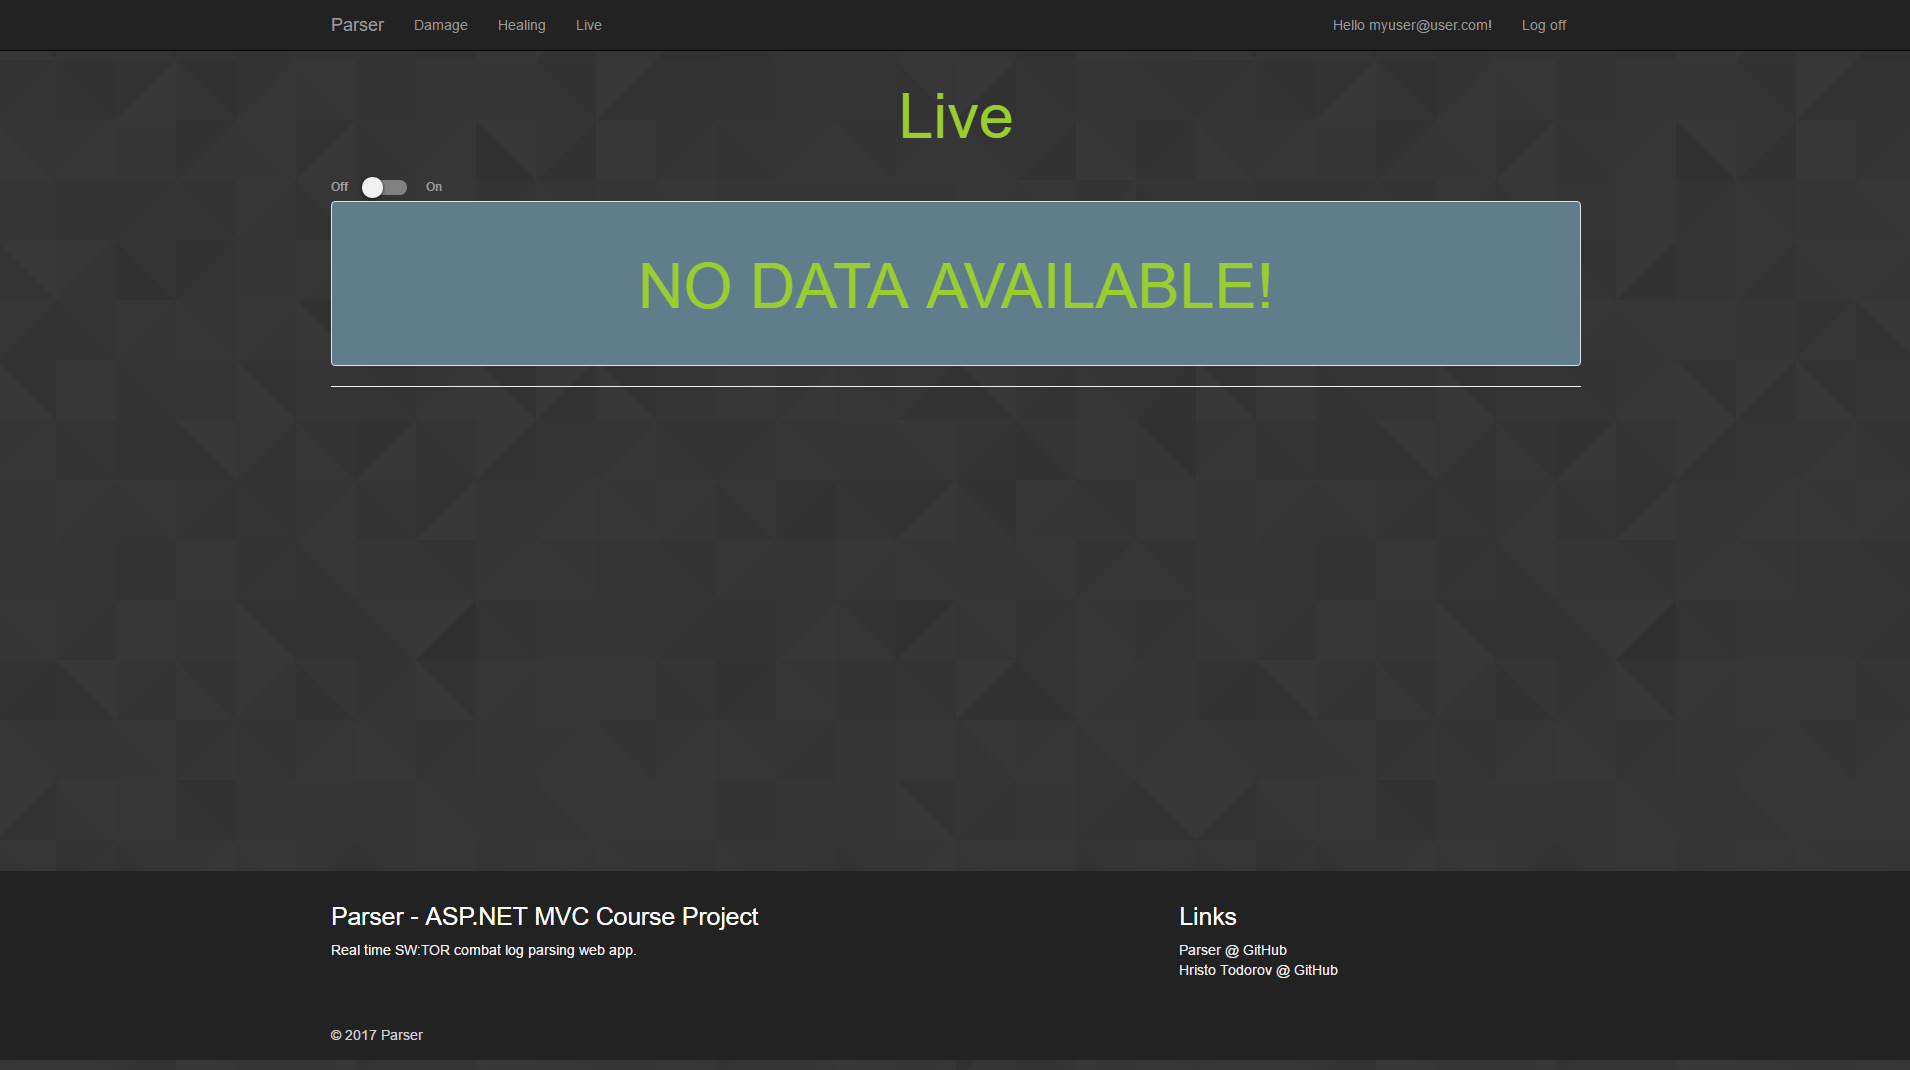 Parser Damage Healing Live Hello myuser@user.com! Log off
Live
Off On
NO DATA AVAILABLE!
Parser - ASP.NET MVC Course Project
Real time SW:TOR combat log parsing web app.
Links
Parser @ GitHub
Hristo Todorov @ GitHub
© 2017 Parser